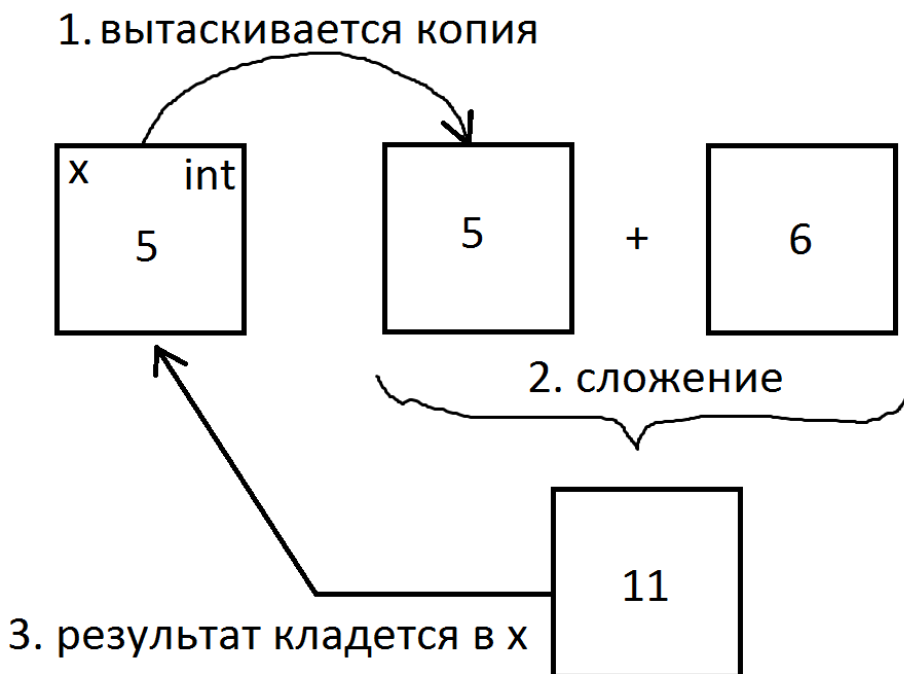 1. вытаскивается копия
x int
5
5 + 6
2. сложение
11
3. результат кладется в x